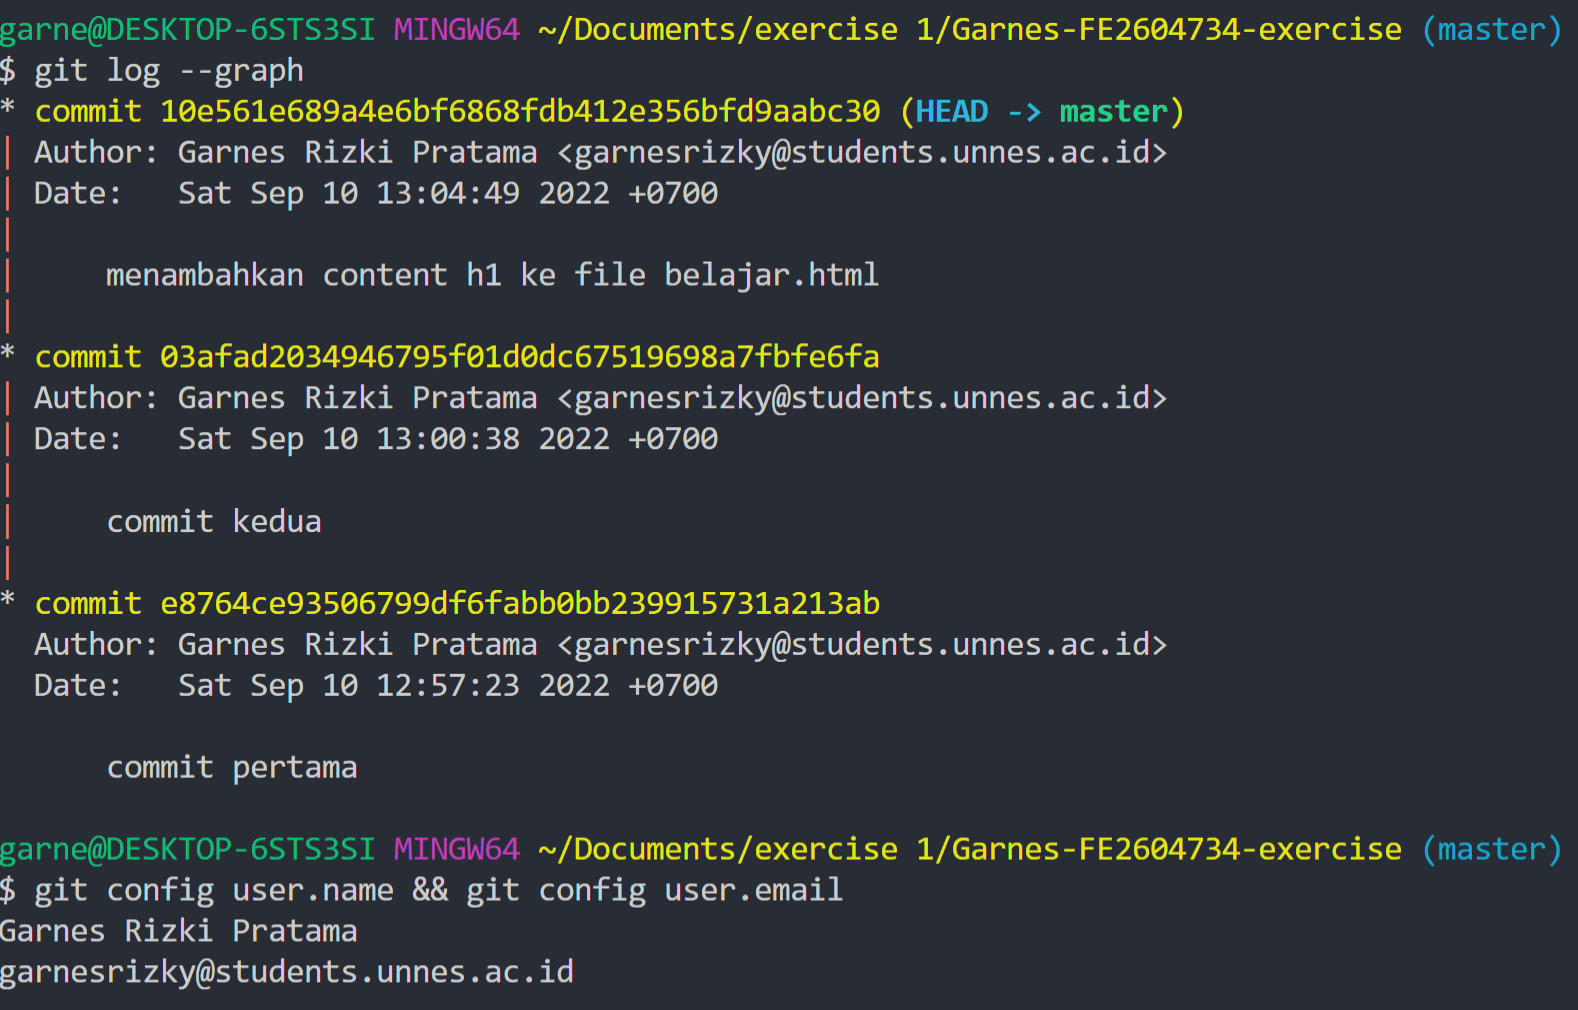 garne@DESKTOP-6STS3SI MINGW64 ~/Documents/exercise 1/Garnes-FE2604734-exercise (master)
$ git log --graph
* commit 10e561e689a4e6bf6868fdb412e356bfd9aabc30 (HEAD -> master)
| Author: Garnes Rizki Pratama <garnesrizky@students.unnes.ac.id>
| Date:   Sat Sep 10 13:04:49 2022 +0700
|
|     menambahkan content h1 ke file belajar.html
|
* commit 03afad2034946795f01d0dc67519698a7fbfe6fa
| Author: Garnes Rizki Pratama <garnesrizky@students.unnes.ac.id>
| Date:   Sat Sep 10 13:00:38 2022 +0700
|
|     commit kedua
|
* commit e8764ce93506799df6fabb0bb239915731a213ab
  Author: Garnes Rizki Pratama <garnesrizky@students.unnes.ac.id>
  Date:   Sat Sep 10 12:57:23 2022 +0700
      commit pertama
garne@DESKTOP-6STS3SI MINGW64 ~/Documents/exercise 1/Garnes-FE2604734-exercise (master)
$ git config user.name && git config user.email
Garnes Rizki Pratama
garnesrizky@students.unnes.ac.id